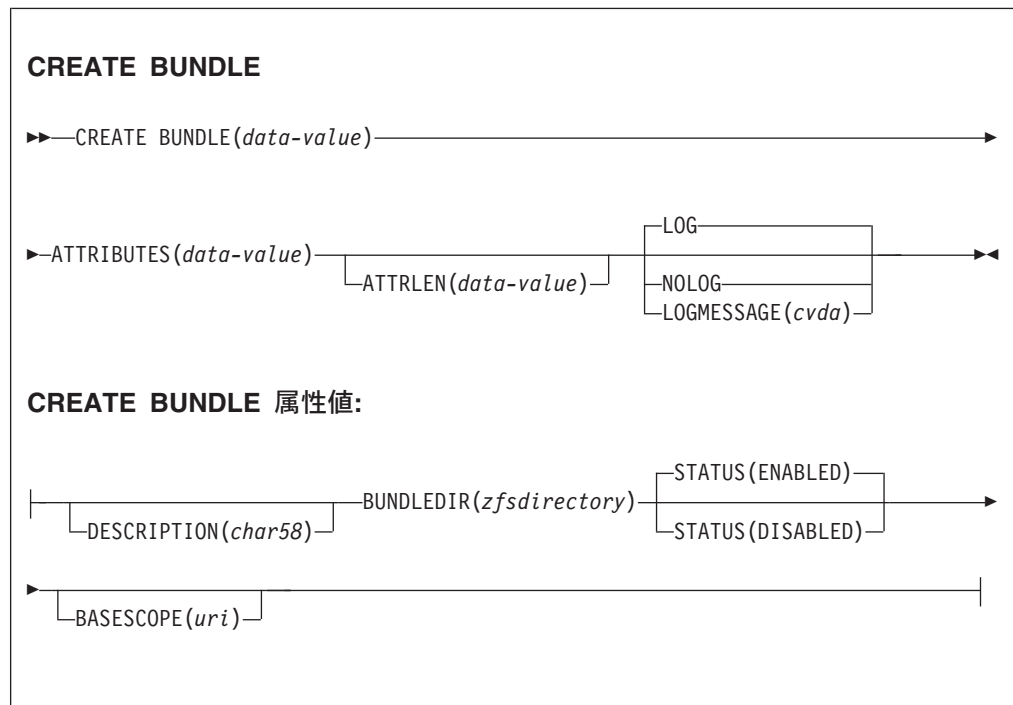 CREATE BUNDLE
CREATE BUNDLE(data-value)
LOG
ATTRIBUTES(data-value)
ATTRLEN(data-value)
NOLOG
LOGMESSAGE(cvda)
CREATE BUNDLE 属性値:
STATUS(ENABLED)
BUNDLEDIR(zfsdirectory)
DESCRIPTION(char58)
STATUS(DISABLED)
BASESCOPE(uri)